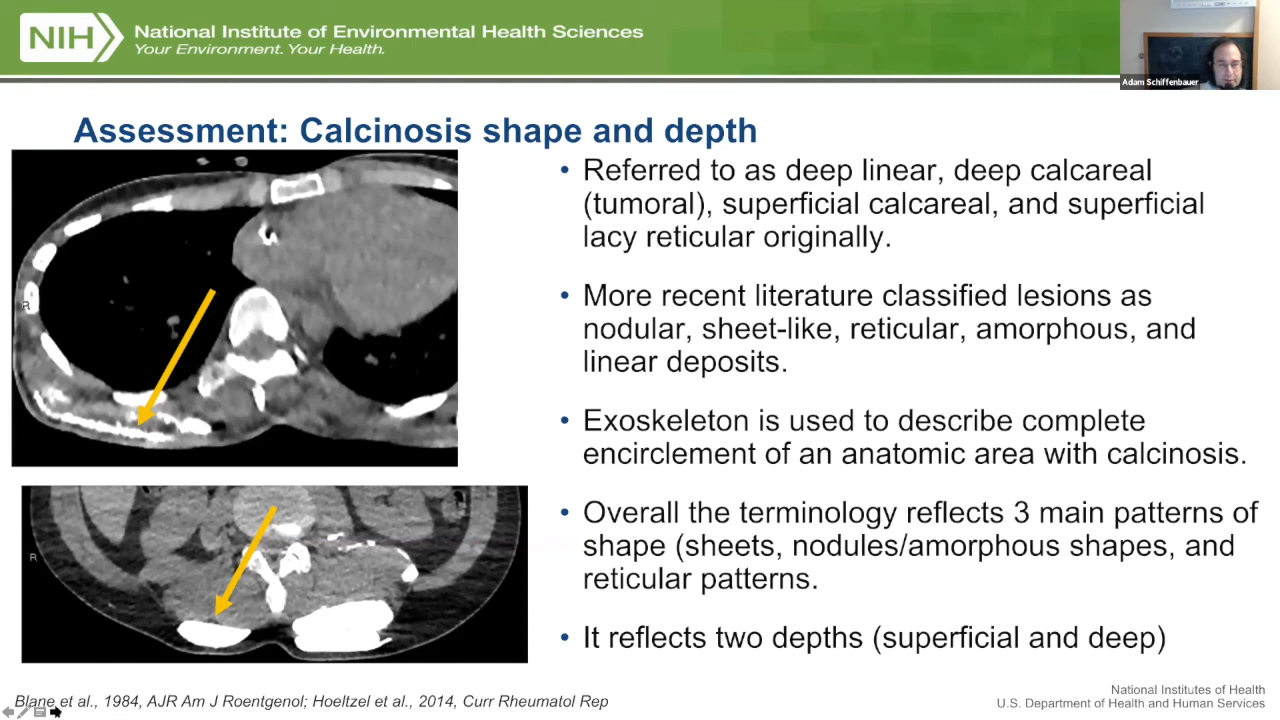 NIH
National Institute of Environmental Health Sciences
Your Environment. Your Health.
Adam Schiffenbauer
Assessment: Calcinosis shape and depth
R
R
• Referred to as deep linear, deep calcareal
(tumoral), superficial calcareal, and superficial
lacy reticular originally.
• More recent literature classified lesions as
nodular, sheet-like, reticular, amorphous, and
linear deposits.
• Exoskeleton is used to describe complete
encirclement of an anatomic area with calcinosis.
• Overall the terminology reflects 3 main patterns of
shape (sheets, nodules/amorphous shapes, and
reticular patterns.
• It reflects two depths (superficial and deep)
Blane et al., 1984, AJR Am J Roentgenol; Hoeltzel et al., 2014, Curr Rheumatol Rep
National Institutes of Health
U.S. Department of Health and Human Services